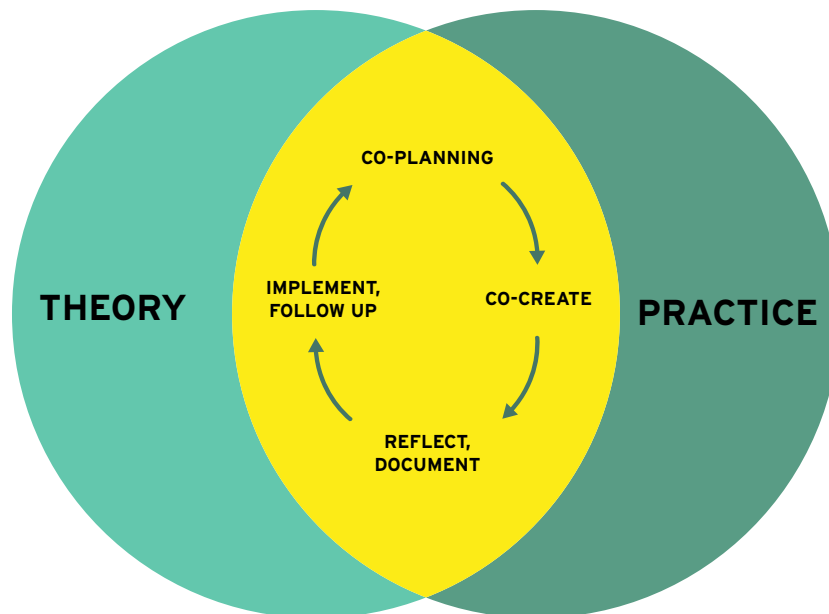 CO-PLANNING
THEORY
IMPLEMENT,
FOLLOW UP
CO-CREATE
PRACTICE
REFLECT,
DOCUMENT